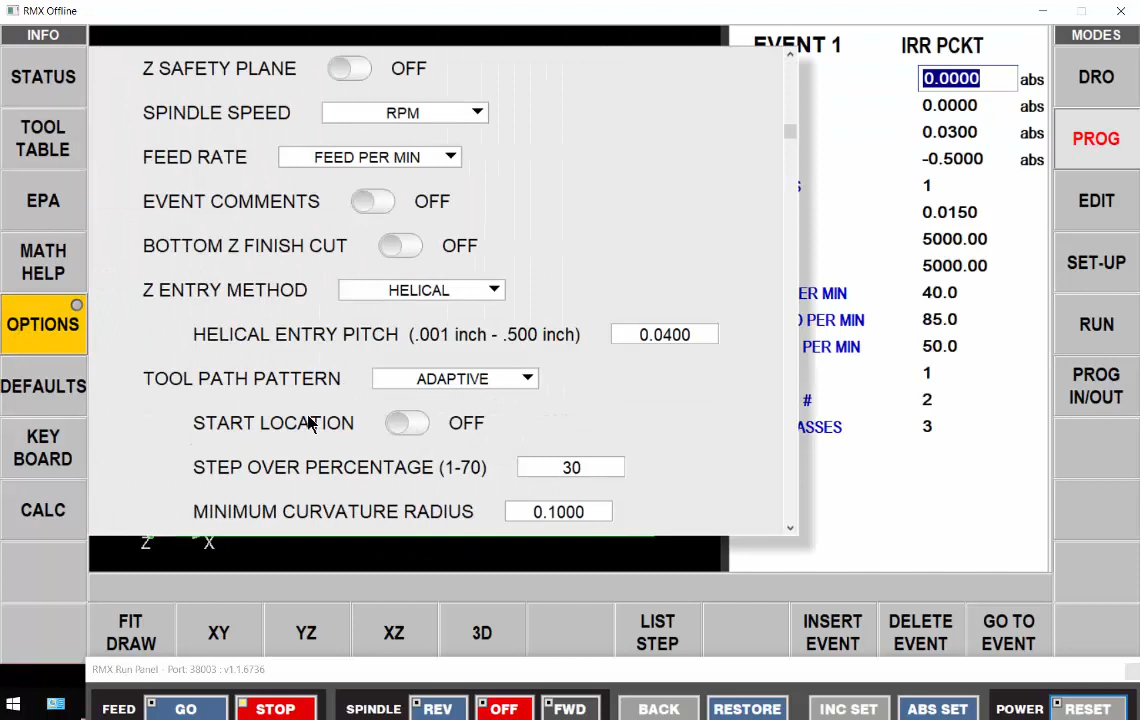 RMX Offline
INFO
STATUS
TOOL
TABLE
EPA
MATH
HELP
OPTIONS
DEFAULTS
KEY
BOARD
CALC
Z SAFETY PLANE OFF
SPINDLE SPEED RPM
FEED RATE FEED PER MIN
EVENT COMMENTS OFF
BOTTOM Z FINISH CUT OFF
Z ENTRY METHOD HELICAL
HELICAL ENTRY PITCH (.001 inch - .500 inch) 0.0400
TOOL PATH PATTERN ADAPTIVE
START LOCATION OFF
STEP OVER PERCENTAGE (1-70) 30
MINIMUM CURVATURE RADIUS 0.1000
Z X
EVENT 1 IRR PCKT
0.0000 abs
0.0000 abs
0.0300 abs
-0.5000 abs
S 1
0.0150
5000.00
5000.00
ER MIN 40.0
D PER MIN 85.0
PER MIN 50.0
1
# 2
ASSES 3
MODES
DRO
PROG
EDIT
SET-UP
RUN
PROG
IN/OUT
FIT
DRAW
XY
YZ
XZ
3D
LIST
STEP
INSERT
EVENT
DELETE
EVENT
GO TO
EVENT
RMX Run Panel - Port: 38003 : v1.1.6736
FEED GO STOP SPINDLE REV OFF FWD BACK RESTORE INC SET ABS SET POWER RESET